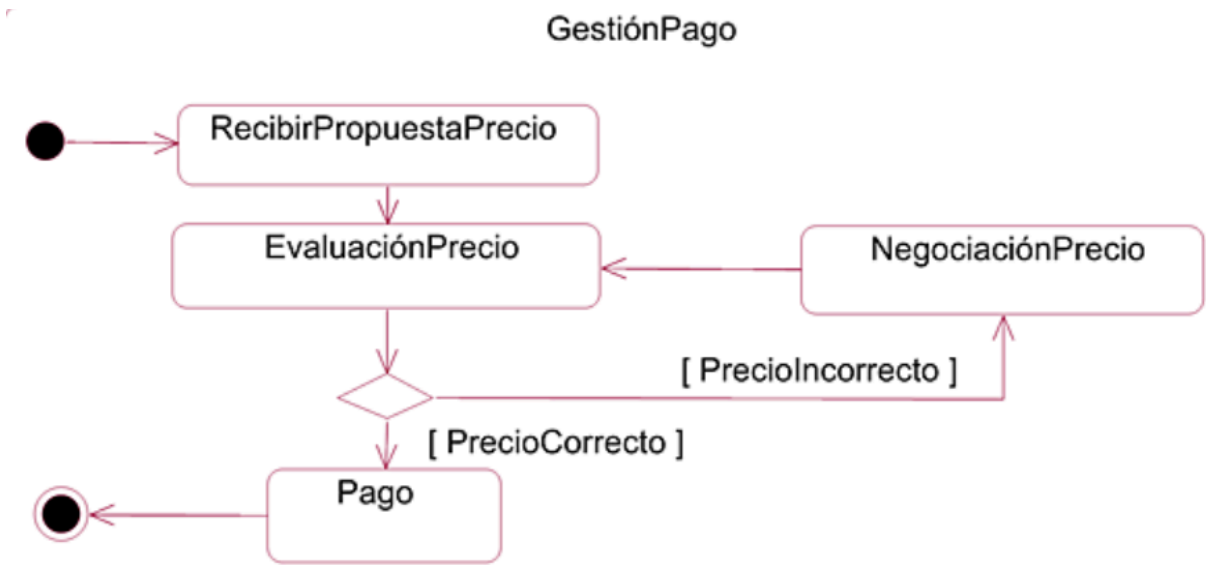 GestiónPago
RecibirPropuestaPrecio
EvaluaciónPrecio
NegociaciónPrecio
[ PrecioIncorrecto ]
[ PrecioCorrecto ]
Pago